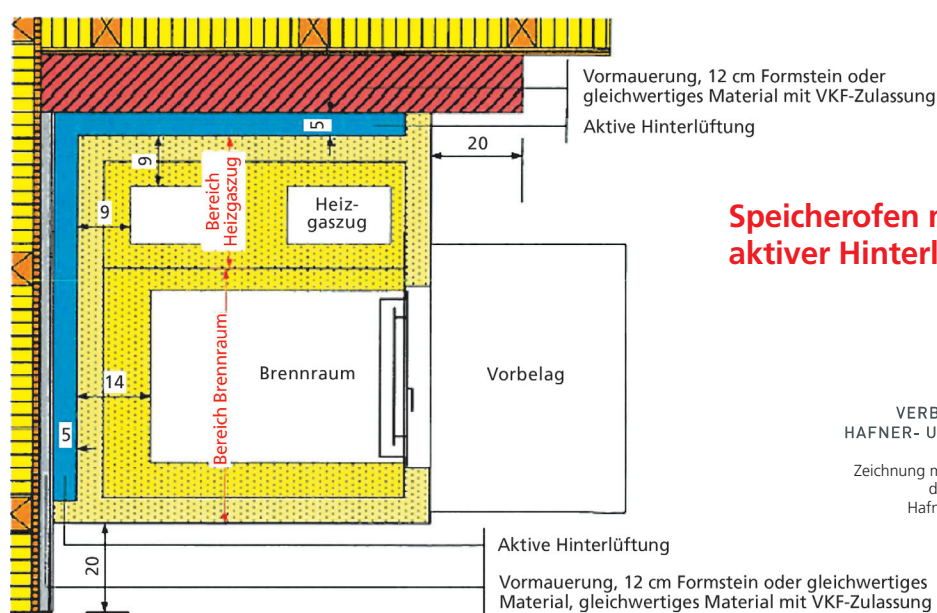 Vormauerung, 12 cm Formstein oder
gleichwertiges Material mit VKF-Zulassung
Aktive Hinterlüftung
5
20
9
Bereich
Heizgaszug
Heiz-
gaszug
9
Speicherofen
aktiver
Bereich Brennraum
Brennraum
Vorbelag
14
5
HAFNER-
Zeichnung
20
Aktive Hinterlüftung
Vormauerung, 12 cm Formstein oder gleichwertiges
Material, gleichwertiges Material mit VKF-Zulassung